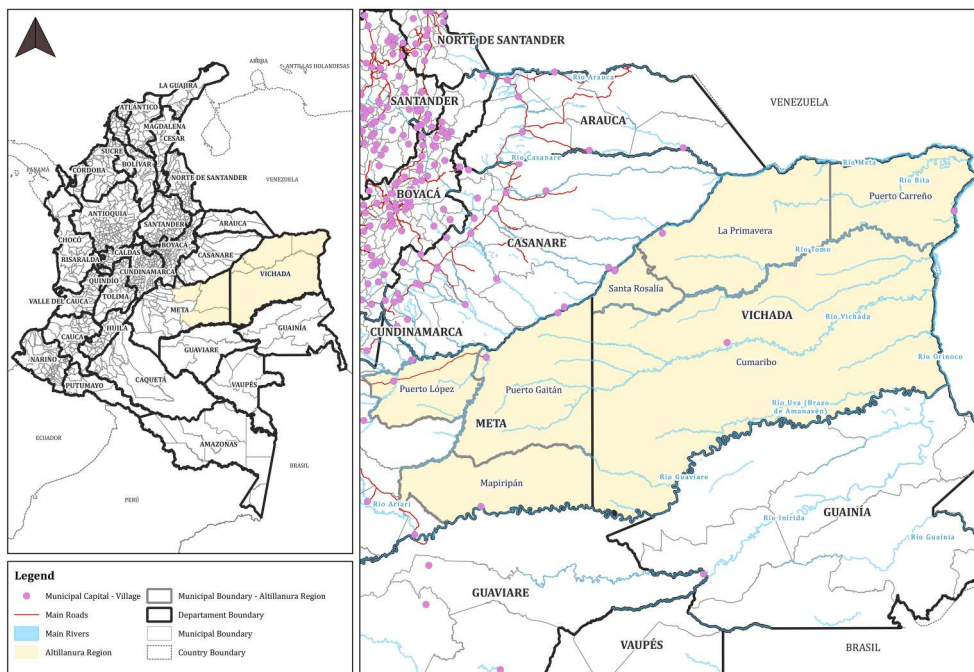 ARUBA
ANTILLAS HOLANDESAS
LA GUAJIRA
ATLÁNTICO
MAGDALENA
CESAR
SUCRE
PANAMÁ
BOLÍVAR
CÓRDOBA
NORTE DE SANTANDER
VENEZUELA
ANTIOQUIA
SANTANDER
ARAUCA
CHOCÓ
BOYACÁ
CALDAS
CASANARE
RISARALDA
CUNDINAMARCA
VICHADA
QUINDÍO
VALLE DEL CAUCA
TOLIMA
META
GUAINÍA
HUILA
CAUCA
GUAVIARE
NARIÑO
CAQUETÁ
PUTUMAYO
VAUPÉS
ECUADOR
AMAZONAS
BRASIL
PERÚ
NORTE DE SANTANDER
Río Arauca
VENEZUELA
SANTANDER
ARAUCA
Río Casanare
Río Meta
Río Bita
BOYACÁ
Puerto Carreño
La Primavera
CASANARE
Río Tomo
Santa Rosalía
VICHADA
Río Vichada
CUNDINAMARCA
Cumaribo
Río Orinoco
Puerto López
Puerto Gaitán
Río Uva (Brazo
de Amanavén)
META
Mapiripán
Río Guaviare
Río Ariari
GUAINÍA
Río Inírida
Río Guainía
GUAVIARE
VAUPÉS
BRASIL
Legend
Municipal Capital - Village
Main Roads
Main Rivers
Altillanura Region
Municipal Boundary - Altillanura Region
Departament Boundary
Municipal Boundary
Country Boundary